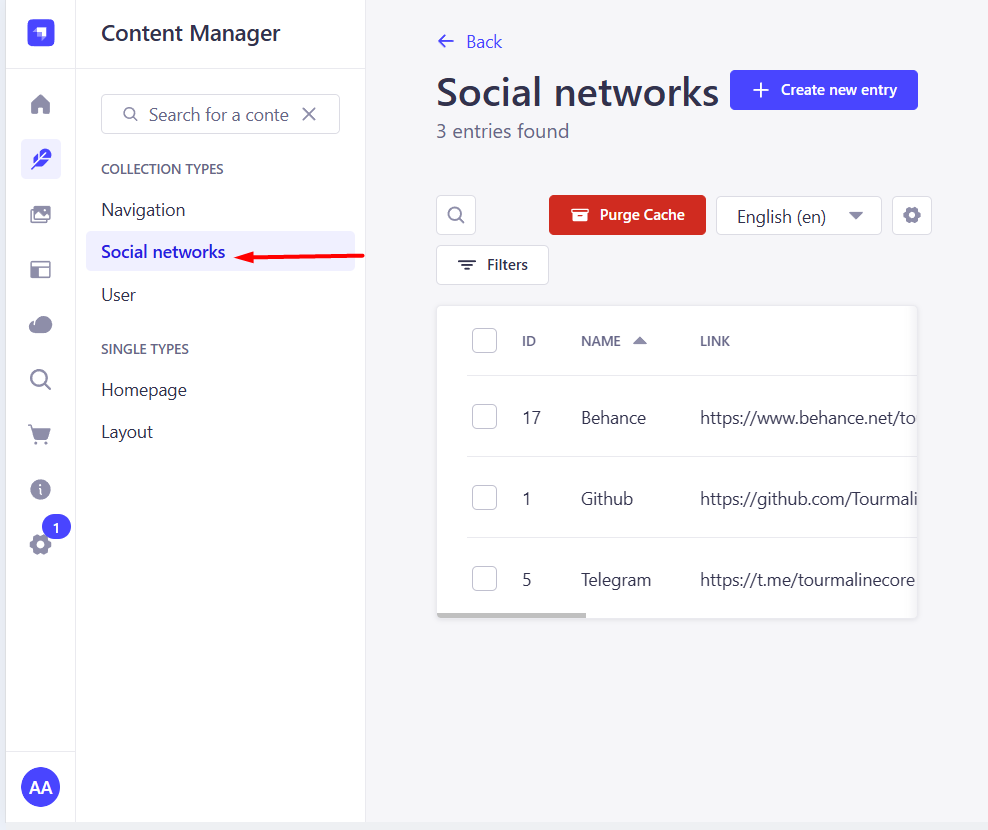 Content Manager
Search for a conte
COLLECTION TYPES
Navigation
Social networks
User
SINGLE TYPES
Homepage
Layout
1
AA
Back
Social networks
Create new entry
3 entries found
Purge Cache
English (en)
Filters
ID NAME LINK
17 Behance https://www.behance.net/to
1 Github https://github.com/Tourmali
5 Telegram https://t.me/tourmalinecore